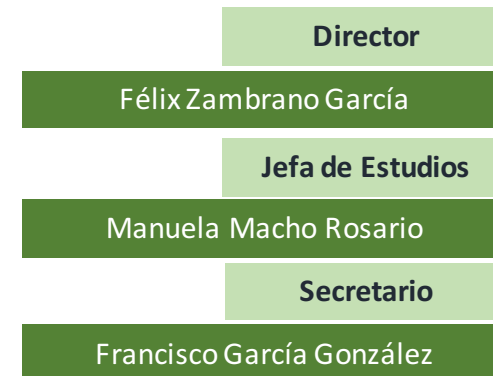 Director
Félix Zambrano García
Jefa de Estudios
Manuela Macho Rosario
Secretario
Francisco García González